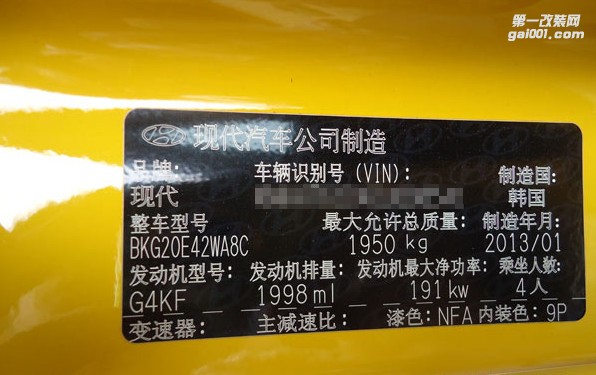 第一改装网
gai001.com
现代汽车公司制造
品牌: 车辆识别号(VIN): 制造国:
现代 韩国
整车型号 最大允许总质量: 制造年月:
BKG20E42WA8C 1950 kg 2013/01
发动机型号: 发动机排量: 发动机最大净功率: 乘坐人数:
G4KF 1998ml 191kw 4人
变速器: 主减速比: 漆色: NFA 内装色: 9P